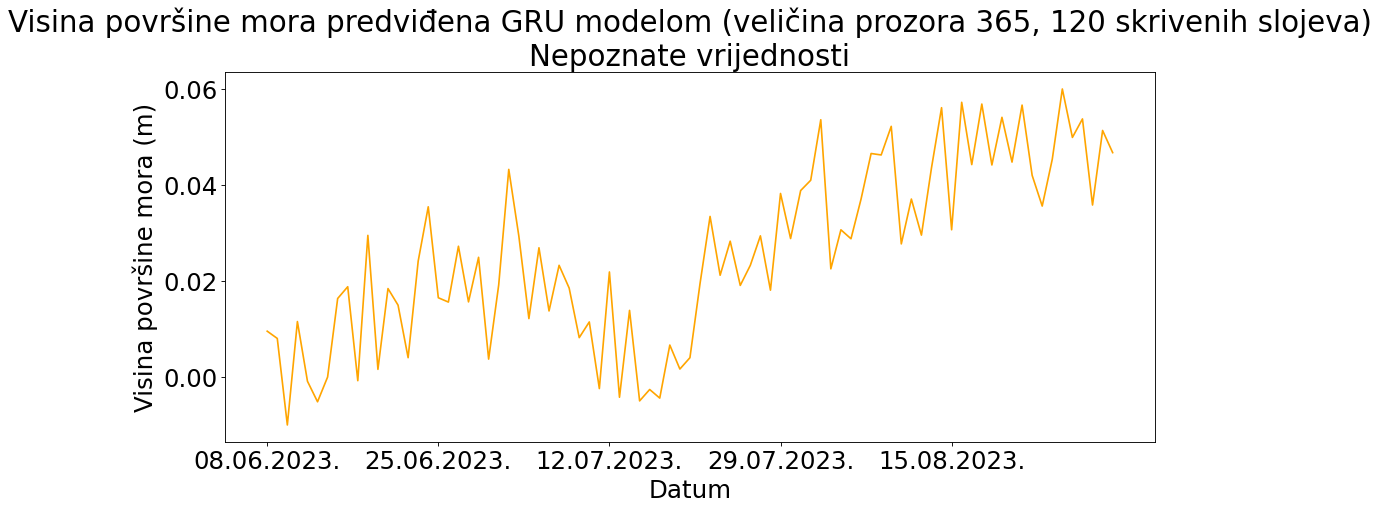 Visina površine mora predviđena GRU modelom (veličina prozora 365, 120 skrivenih slojeva)
Nepoznate vrijednosti
Visina površine mora (m)
0.06
0.04
0.02
0.00
08.06.2023. 25.06.2023. 12.07.2023. 29.07.2023. 15.08.2023.
Datum